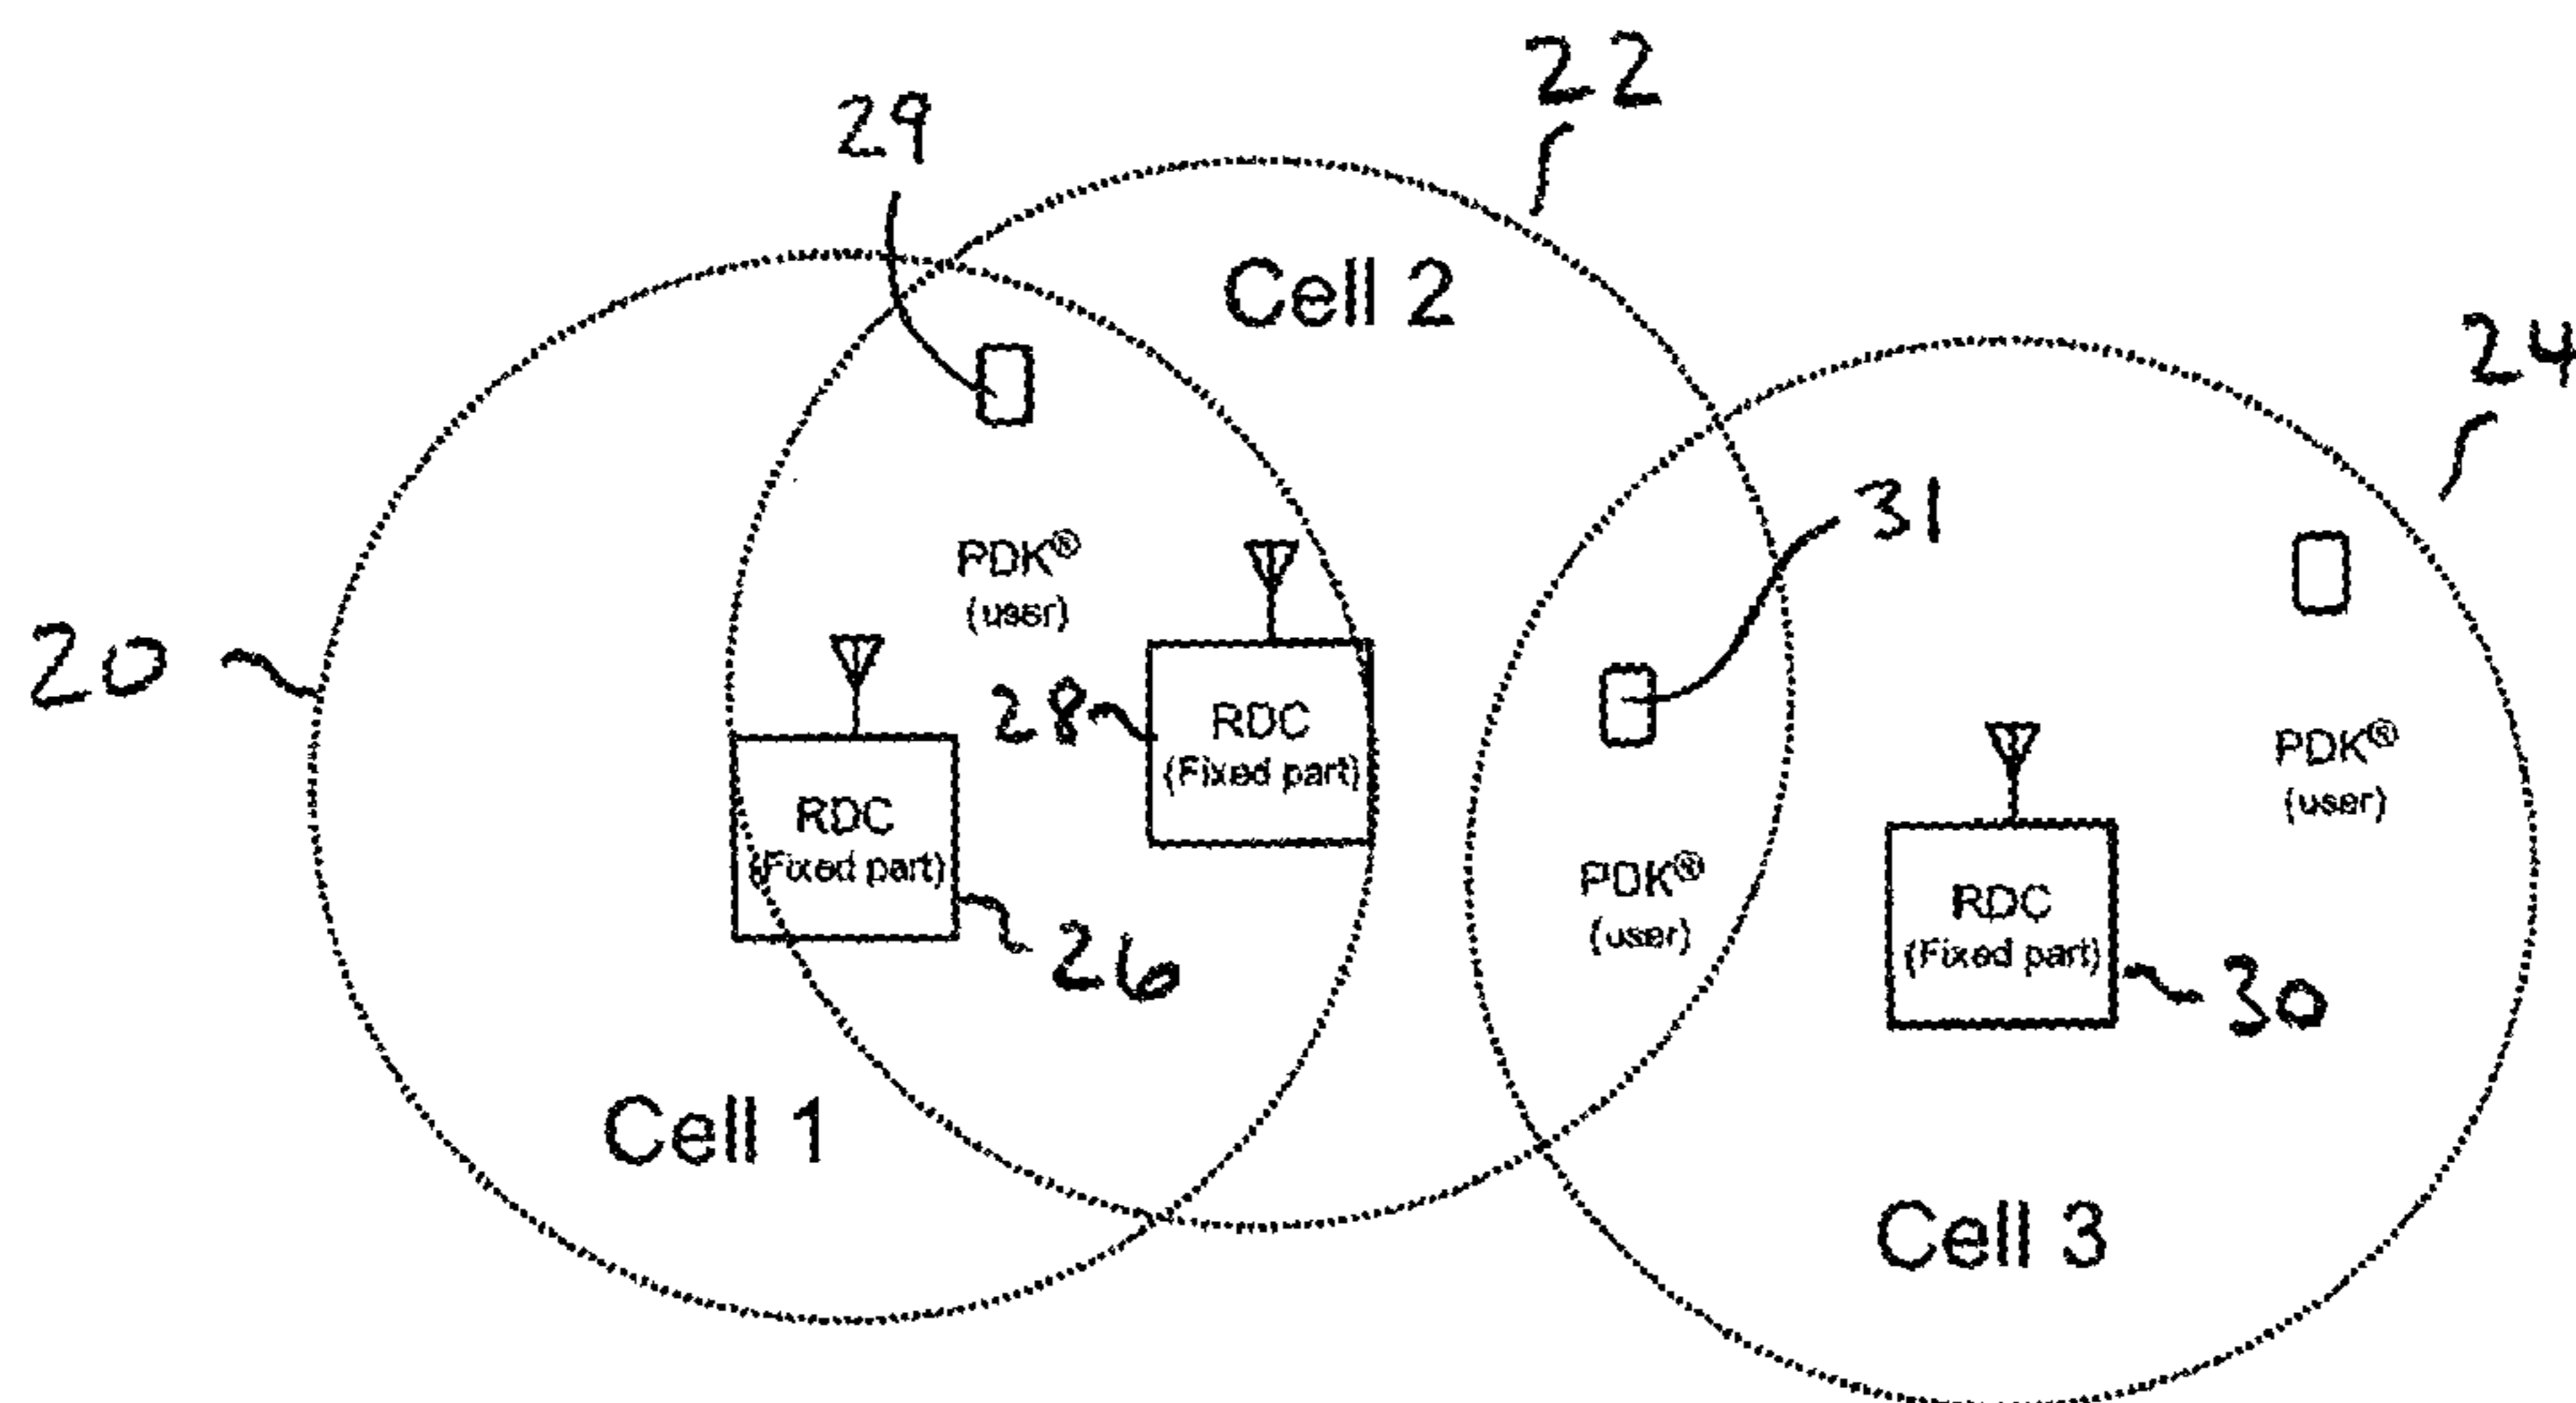 22
29
Cell 2
24
31
PDK®
(user)
20
28
RDC
(Fixed part)
PDK®
(user)
RDC
(Fixed part)
26
PDK®
(user)
RDC
(Fixed part)
30
Cell 1
Cell 3